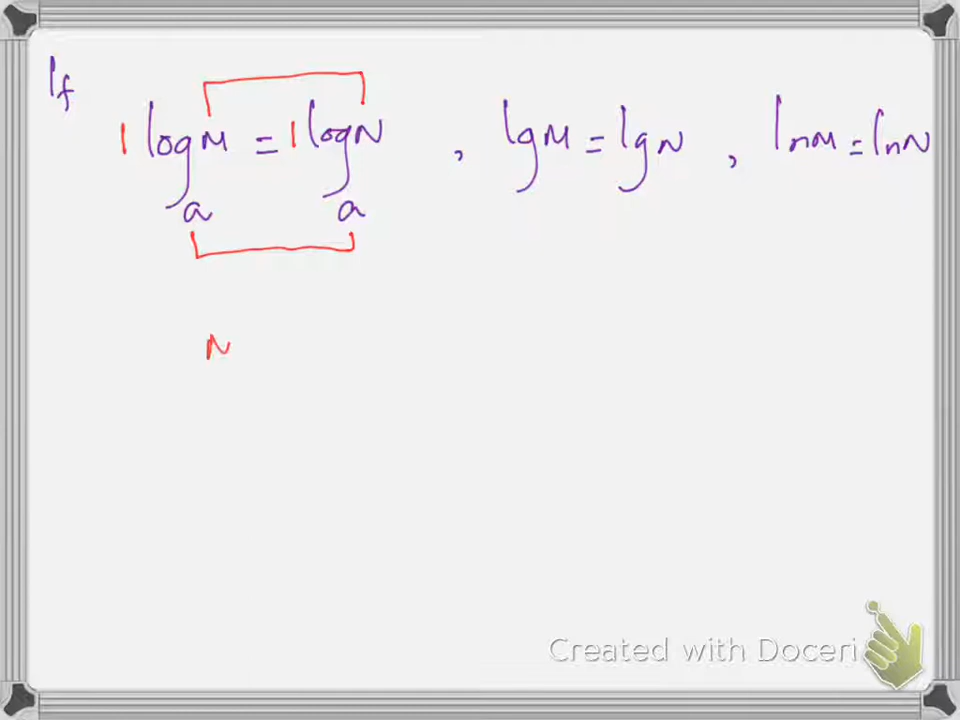 If
1 log_a M = 1 log_a N , lg M = lg N , ln M = ln N
Created with Doceri